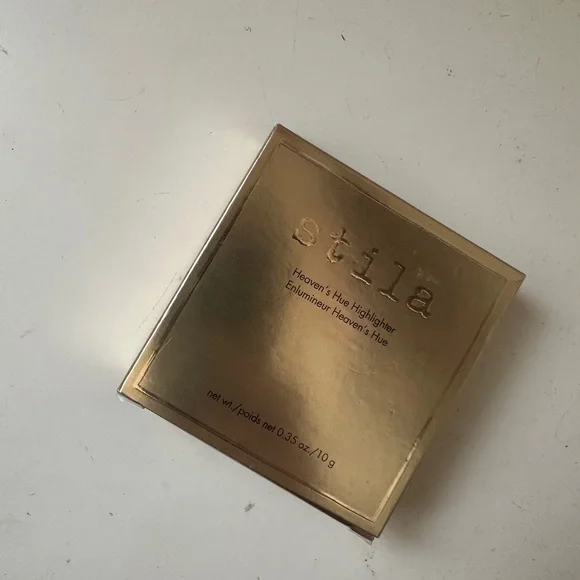 stila
Heaven's Hue Highlighter
Enlumineur Heaven's Hue
net wt./poids net 0.35 oz./10 g